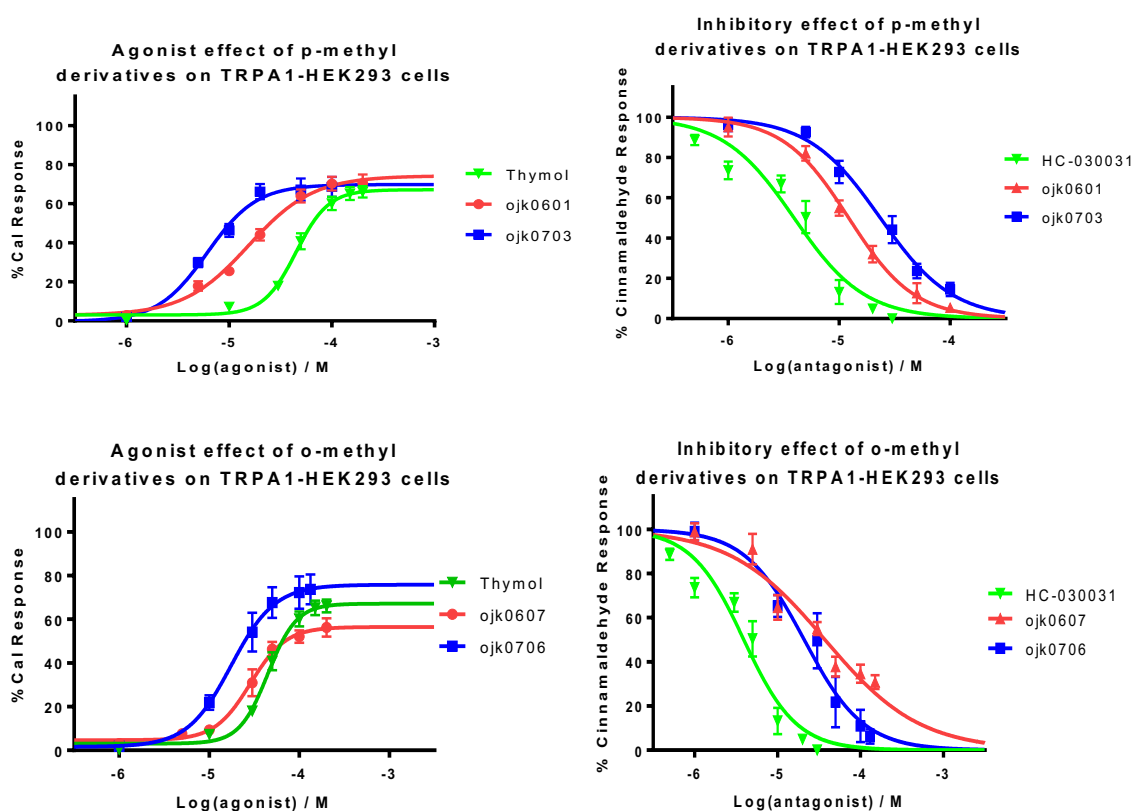 Agonist effect of p-methyl
derivatives on TRPA1-HEK293 cells
%Cal Response
100
80
60
40
20
0
-6
-5
-4
-3
Log(agonist) / M
Thymol
ojk0601
ojk0703
Inhibitory effect of p-methyl
derivatives on TRPA1-HEK293 cells
% Cinnamaldehyde Response
100
80
60
40
20
0
-6
-5
-4
Log(antagonist) / M
HC-030031
ojk0601
ojk0703
Agonist effect of o-methyl
derivatives on TRPA1-HEK293 cells
%Cal Response
100
80
60
40
20
0
-6
-5
-4
-3
Log(agonist) / M
Thymol
ojk0607
ojk0706
Inhibitory effect of o-methyl
derivatives on TRPA1-HEK293 cells
% Cinnamaldehyde Response
100
80
60
40
20
0
-6
-5
-4
-3
Log(antagonist) / M
HC-030031
ojk0607
ojk0706